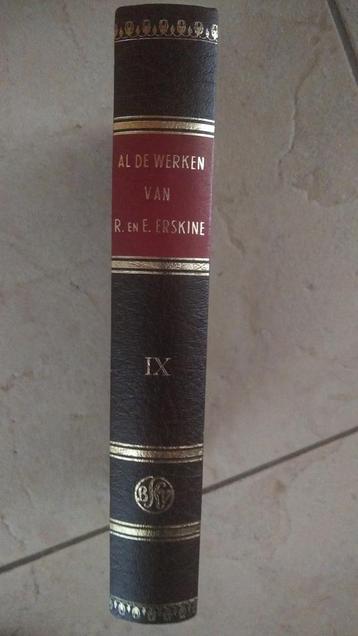 AL DE WERKEN
VAN
R. EN E. ERSKINE
IX